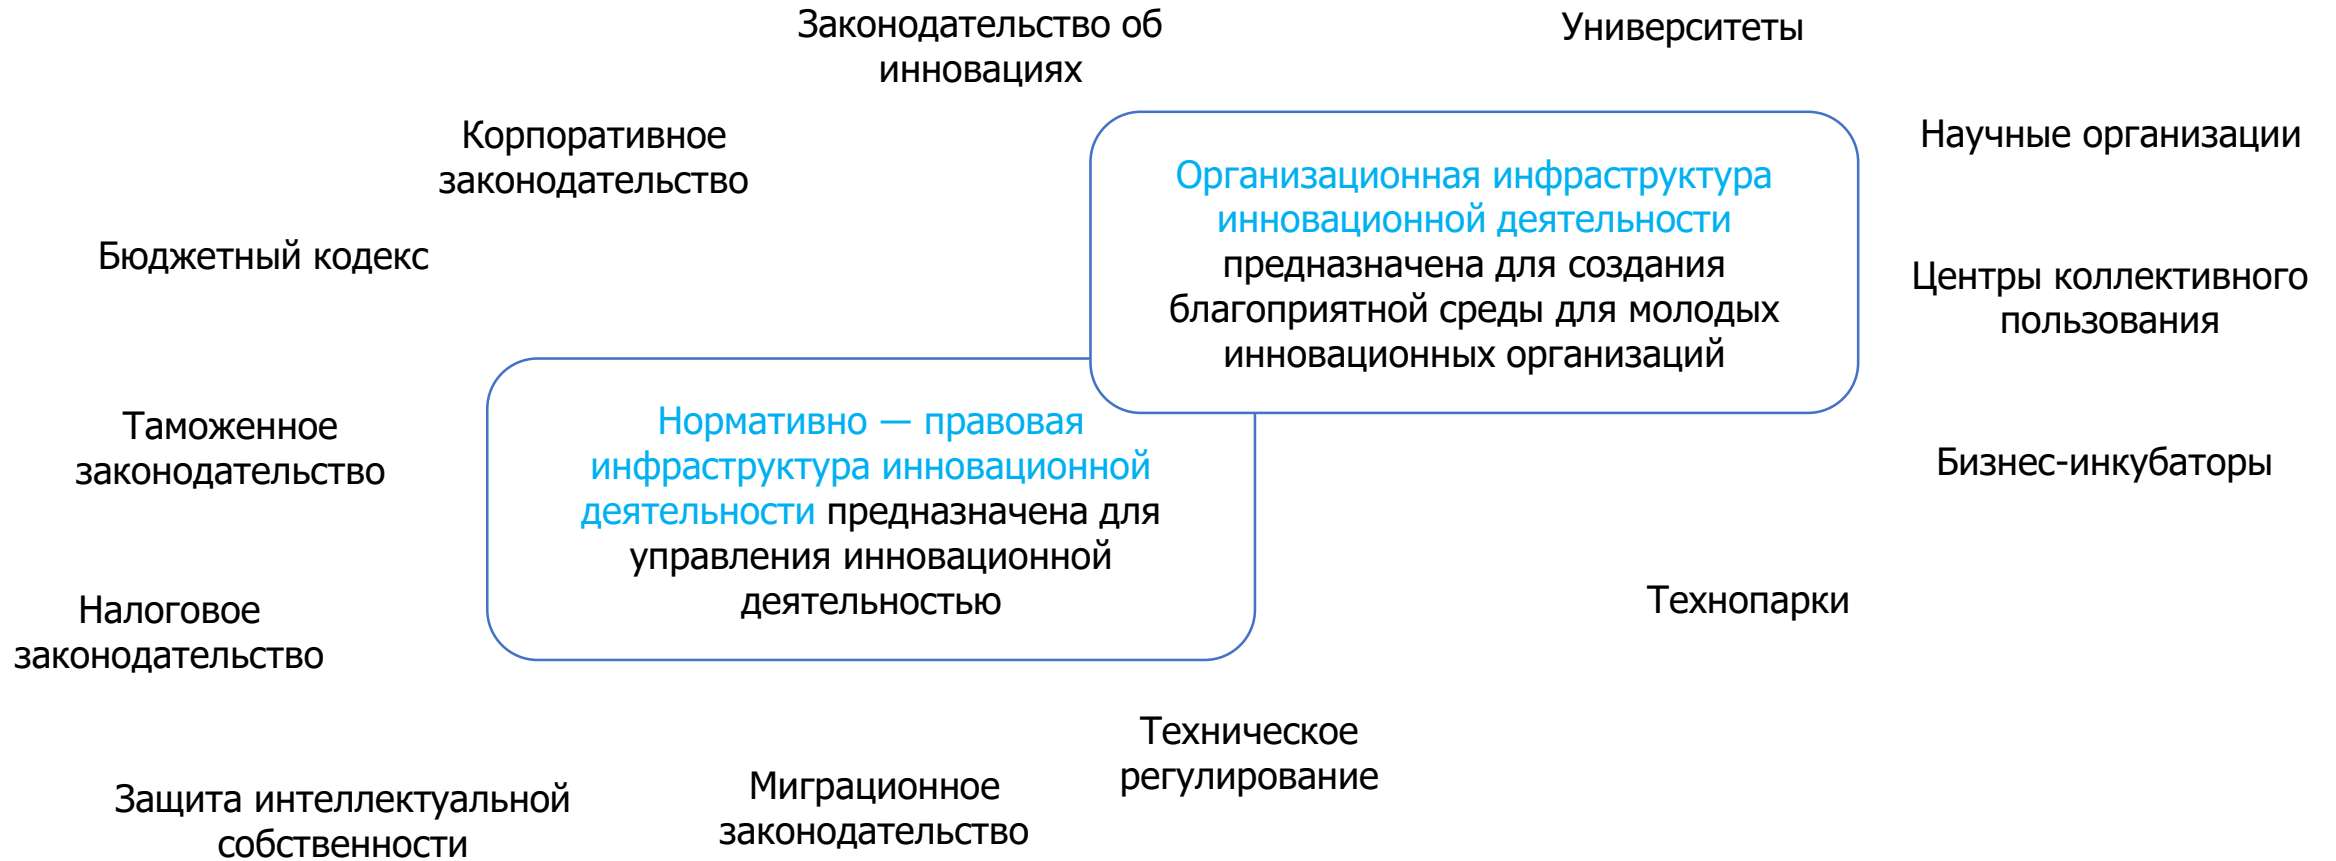 Законодательство об
инновациях
Университеты
Корпоративное
законодательство
Научные организации
Организационная инфраструктура
инновационной деятельности
предназначена для создания
благоприятной среды для молодых
инновационных организаций
Бюджетный кодекс
Центры коллективного
пользования
Таможенное
законодательство
Нормативно — правовая
инфраструктура инновационной
деятельности предназначена для
управления инновационной
деятельностью
Бизнес-инкубаторы
Налоговое
законодательство
Технопарки
Техническое
регулирование
Миграционное
законодательство
Защита интеллектуальной
собственности